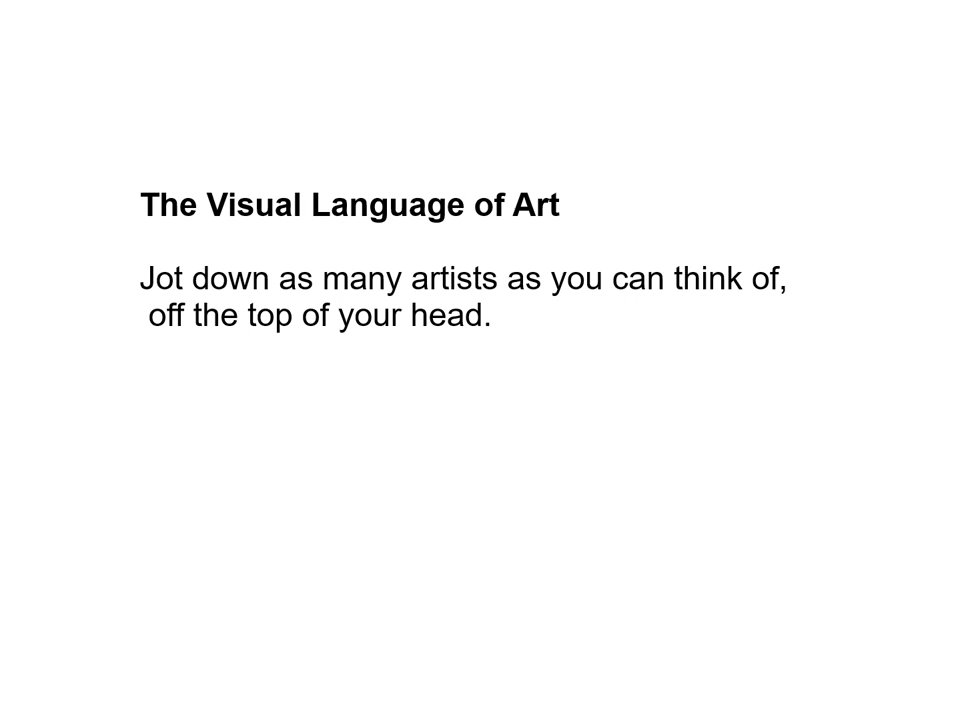 The Visual Language of Art
Jot down as many artists as you can think of,
off the top of your head.